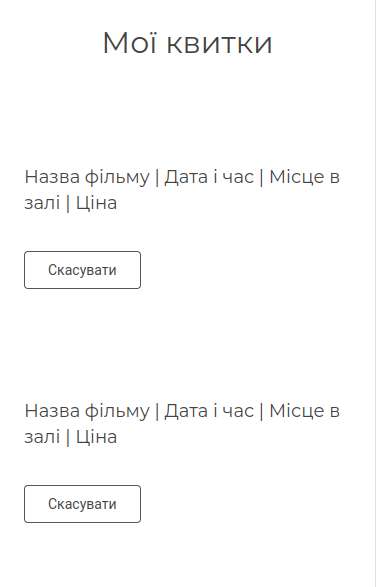 Мої квитки
Назва фільму | Дата і час | Місце в
залі | Ціна
Скасувати
Назва фільму | Дата і час | Місце в
залі | Ціна
Скасувати